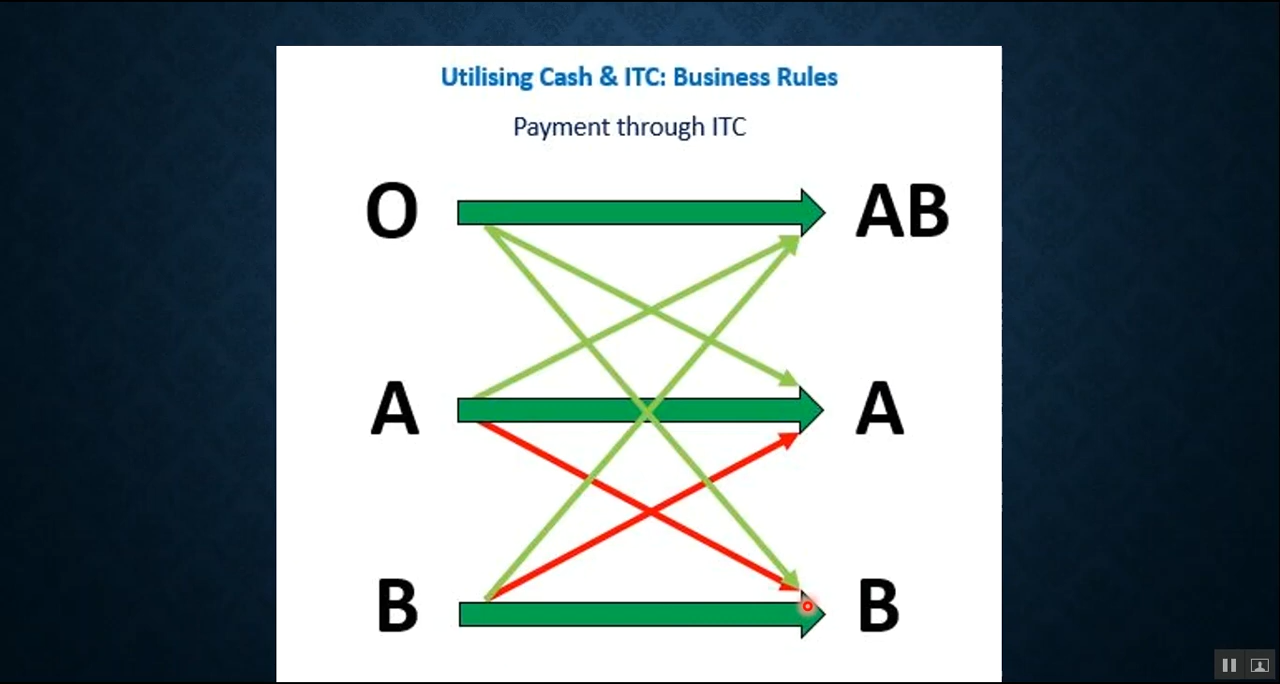 Utilising Cash & ITC: Business Rules
Payment through ITC
O AB
A A
B B